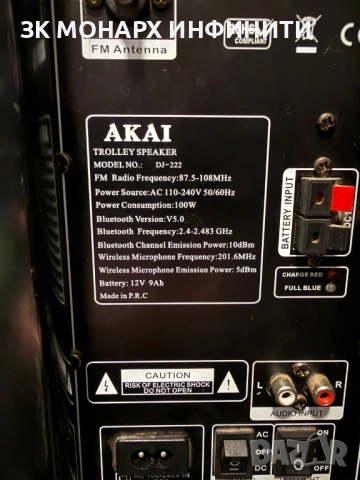 ЗК МОНАРХ ИНФИНИТИ
FM Antenna
COMPLIANT
AKAI
TROLLEY SPEAKER
MODEL NO.: DJ-222
FM Radio Frequency:87.5-108MHz
Power Source:AC 110-240V 50/60Hz
Power Consumption:100W
Bluetooth Version:V5.0
Bluetooth Frequency: 2.4-2.483 GHz
Bluetooth Channel Emission Power:10dBm
Wireless Microphone Frequency:201.6MHz
Wireless Microphone Emission Power:5dBm
Battery: 12V 9Ah
Made in P.R.C
BATTERY INPUT
CHARGE RED
FULL BLUE
CAUTION
RISK OF ELECTRIC SHOCK
DO NOT OPEN
L
R
AUDIO INPUT
AC
OFF
DC
ON
OFF
BAZAR